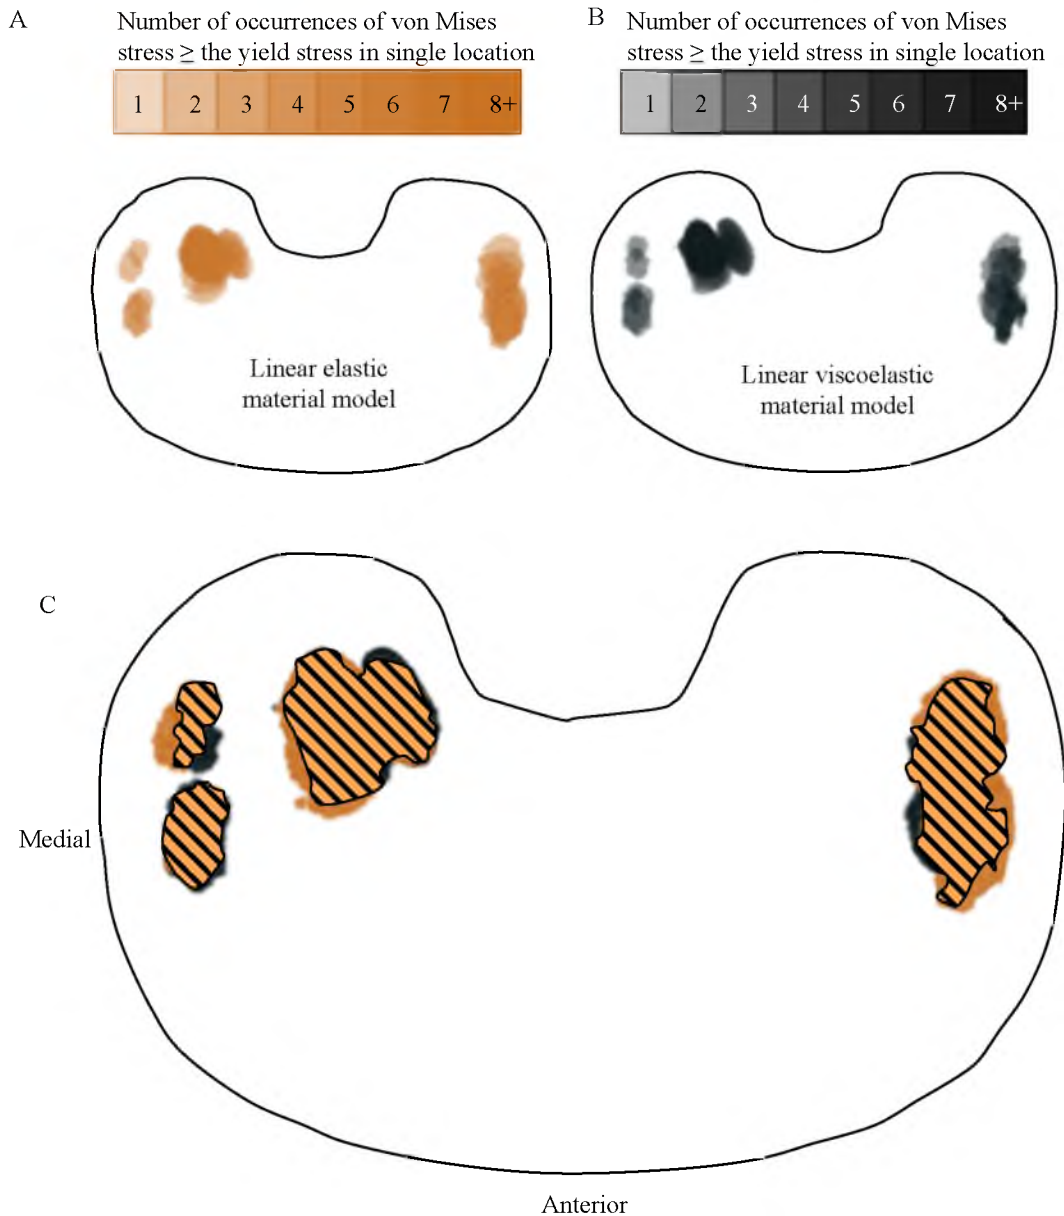 A
Number of occurrences of von Mises
stress ≥ the yield stress in single location
1 2 3 4 5 6 7 8+
Linear elastic
material model
B
Number of occurrences of von Mises
stress ≥ the yield stress in single location
1 2 3 4 5 6 7 8+
Linear viscoelastic
material model
C
Medial
Anterior